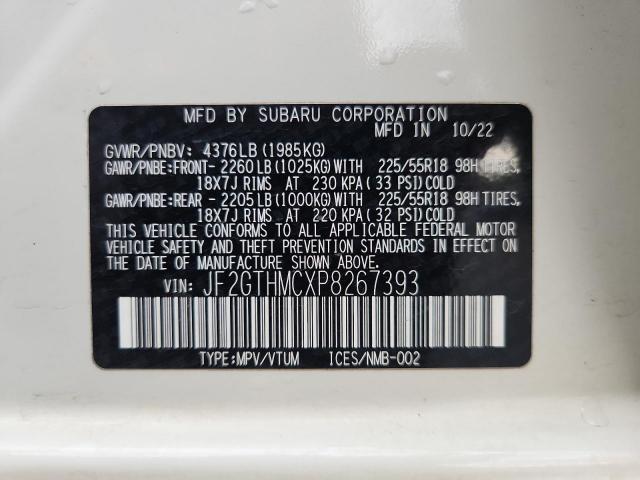 MFD BY SUBARU CORPORATION
MFD IN 10/22
GVWR/PNBV: 4376LB (1985KG)
GAWR/PNBE:FRONT- 2260LB (1025KG)WITH 225/55R18 98H TIRES,
18X7J RIMS AT 230 KPA (33 PSI)COLD
GAWR/PNBE:REAR - 2205LB (1000KG)WITH 225/55R18 98H TIRES,
18X7J RIMS AT 220 KPA (32 PSI)COLD
THIS VEHICLE CONFORMS TO ALL APPLICABLE FEDERAL MOTOR
VEHICLE SAFETY AND THEFT PREVENTION STANDARDS IN EFFECT
ON THE DATE OF MANUFACTURE SHOWN ABOVE.
VIN: JF2GTHMCXP8267393
TYPE:MPV/VTUM ICES/NMB-002